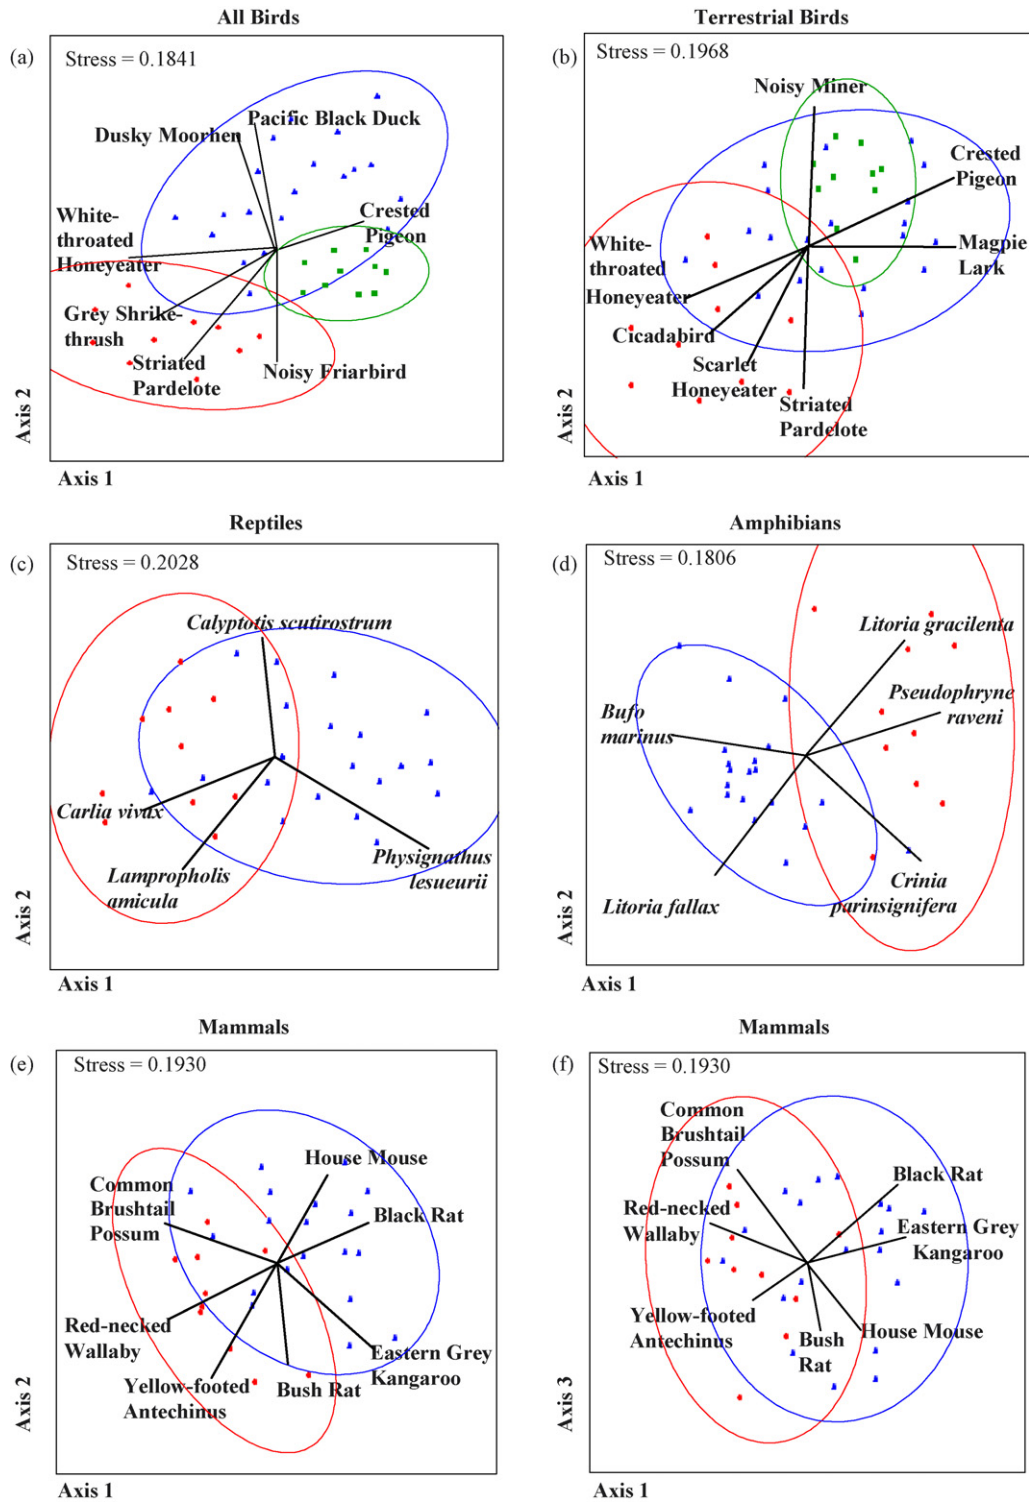 All Birds
(a)
Stress = 0.1841
Pacific Black Duck
Dusky Moorhen
White-
throated
Honeyeater
Crested
Pigeon
Grey Shrike-
thrush
Striated
Pardelote
Noisy Friarbird
Axis 2
Axis 1
Terrestrial Birds
(b)
Stress = 0.1968
Noisy Miner
Crested
Pigeon
White-
throated
Honeyeater
Magpie
Lark
Cicadabird
Scarlet
Honeyeater
Striated
Pardelote
Axis 2
Axis 1
Reptiles
(c)
Stress = 0.2028
Calyptotis scutirostrum
Carlia vivax
Lampropholis
amicula
Physignathus
lesueurii
Axis 2
Axis 1
Amphibians
(d)
Stress = 0.1806
Litoria gracilenta
Pseudophryne
raveni
Bufo
marinus
Litoria fallax
Crinia
parinsignifera
Axis 2
Axis 1
Mammals
(e)
Stress = 0.1930
House Mouse
Common
Brushtail
Possum
Black Rat
Red-necked
Wallaby
Eastern Grey
Kangaroo
Yellow-footed
Antechinus
Bush Rat
Axis 2
Axis 1
Mammals
(f)
Stress = 0.1930
Common
Brushtail
Possum
Black Rat
Red-necked
Wallaby
Eastern Grey
Kangaroo
Yellow-footed
Antechinus
Bush
Rat
House Mouse
Axis 3
Axis 1